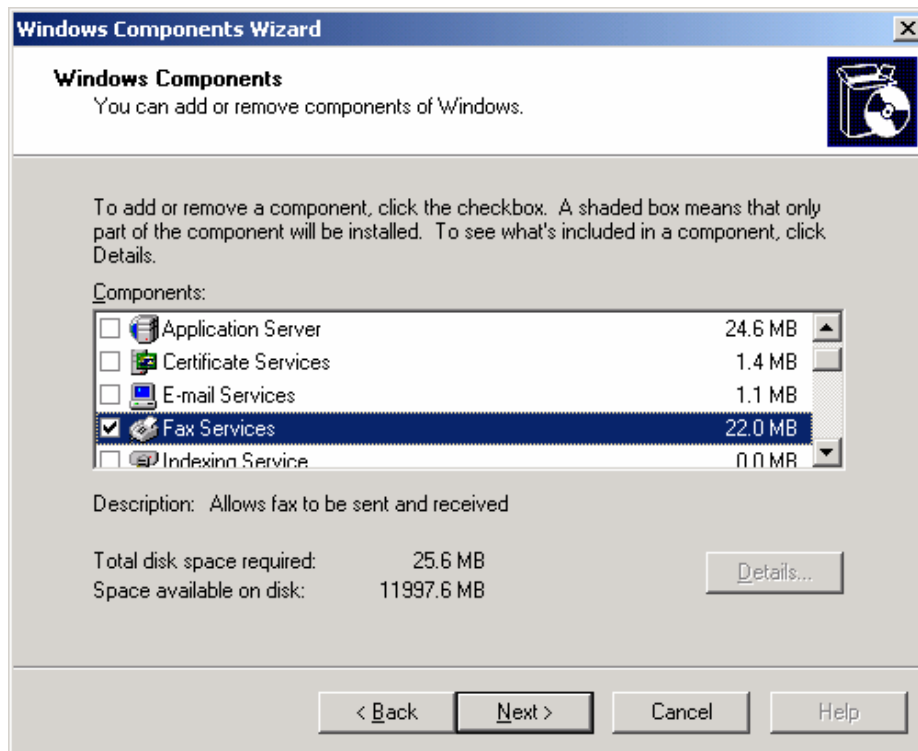 Windows Components Wizard
Windows Components
You can add or remove components of Windows.
To add or remove a component, click the checkbox. A shaded box means that only
part of the component will be installed. To see what's included in a component, click
Details.
Components:
Application Server 24.6 MB
Certificate Services 1.4 MB
E-mail Services 1.1 MB
Fax Services 22.0 MB
Indexing Service 0.0 MB
Description: Allows fax to be sent and received
Total disk space required: 25.6 MB
Space available on disk: 11997.6 MB
Details...
< Back Next > Cancel Help